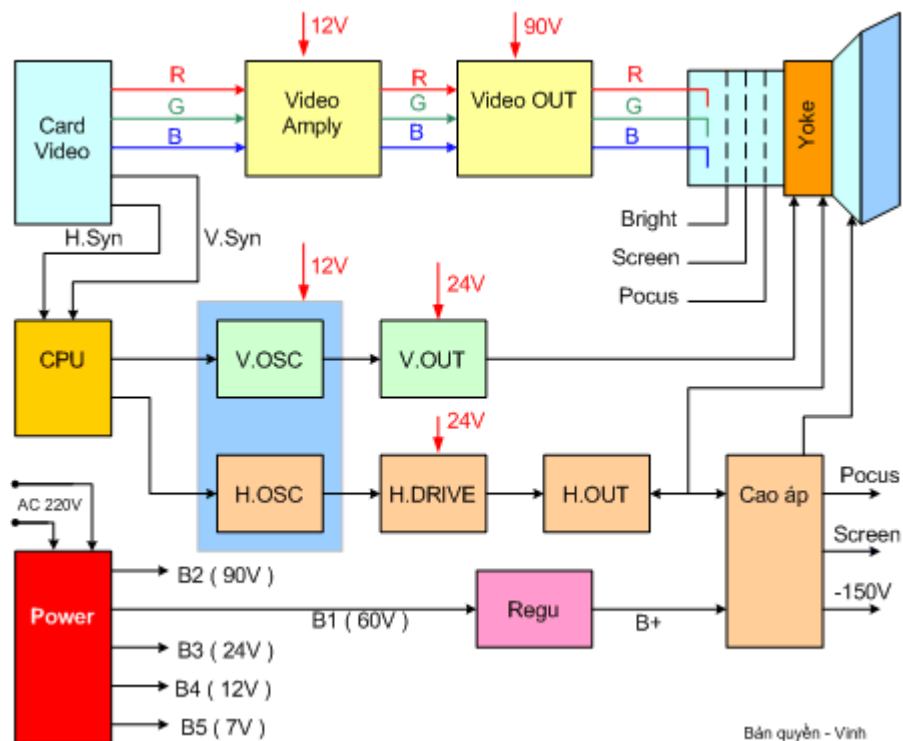 12V
90V
R
R
R
Card
Video
Video
Amply
Video OUT
Yoke
G
G
G
B
B
B
H.Syn
V.Syn
Bright
Screen
Pocus
12V
24V
CPU
V.OSC
V.OUT
24V
H.OSC
H.DRIVE
H.OUT
Cao áp
Pocus
Screen
-150V
AC 220V
Power
B2 ( 90V )
B1 ( 60V )
Regu
B+
B3 ( 24V )
B4 ( 12V )
B5 ( 7V )
Bản quyền - Vinh